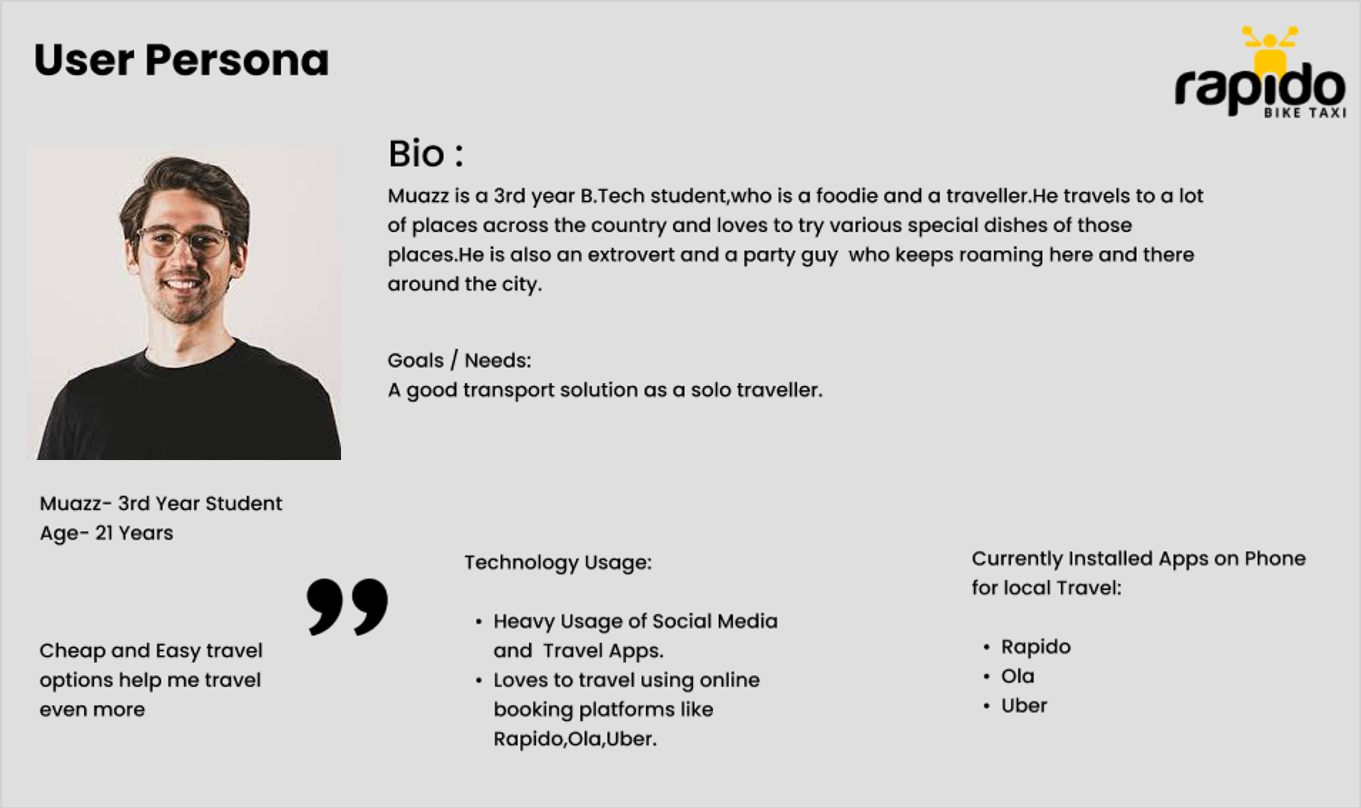 User Persona
rapido
BIKE TAXI
Bio :
Muazz is a 3rd year B.Tech student,who is a foodie and a traveller.He travels to a lot
of places across the country and loves to try various special dishes of those
places.He is also an extrovert and a party guy  who keeps roaming here and there
around the city.
Goals / Needs:
A good transport solution as a solo traveller.
Muazz- 3rd Year Student
Age- 21 Years
”
Cheap and Easy travel
options help me travel
even more
Technology Usage:
• Heavy Usage of Social Media
and  Travel Apps.
• Loves to travel using online
booking platforms like
Rapido,Ola,Uber.
Currently Installed Apps on Phone
for local Travel:
• Rapido
• Ola
• Uber